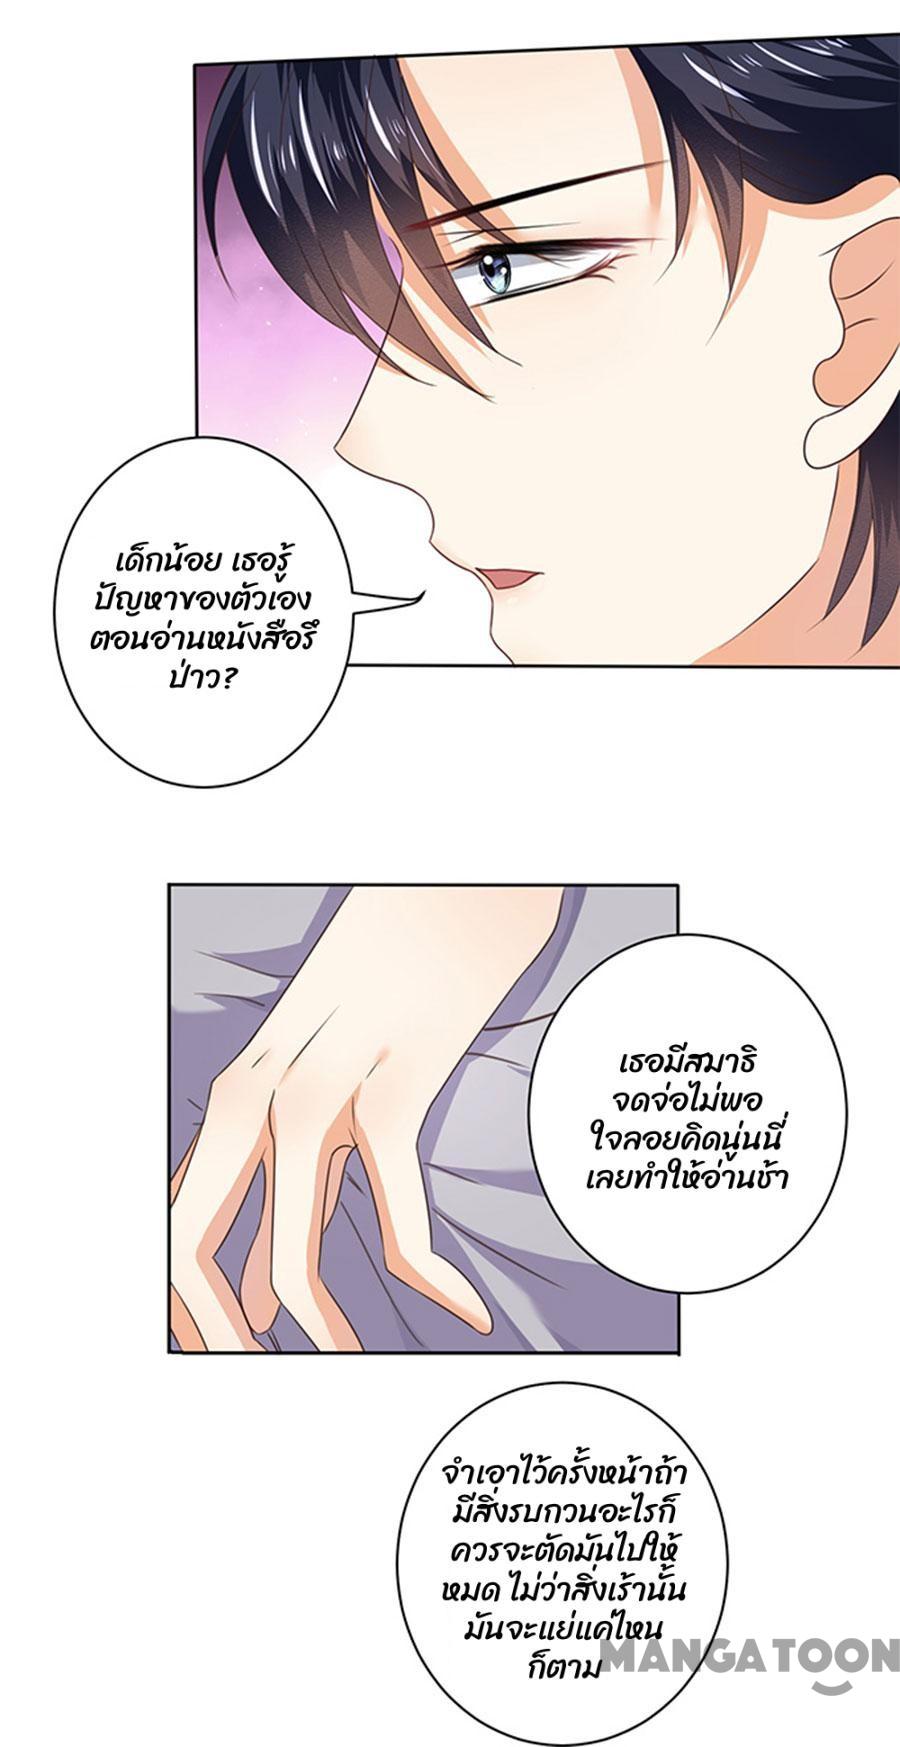 เด็กน้อย เธอรู้
ปัญหาของตัวเอง
ตอนอ่านหนังสือรึ
ป่าว?
เธอมีสมาธิ
จดจ่อไม่พอ
ใจลอยคิดนู่นนี่
เลยทำให้อ่านช้า
จำเอาไว้ครั้งหน้าถ้า
มีสิ่งรบกวนอะไรก็
ควรจะตัดมันไปให้
หมด ไม่ว่าสิ่งเร้านั้น
มันจะแย่แค่ไหน
ก็ตาม
MANGATOON